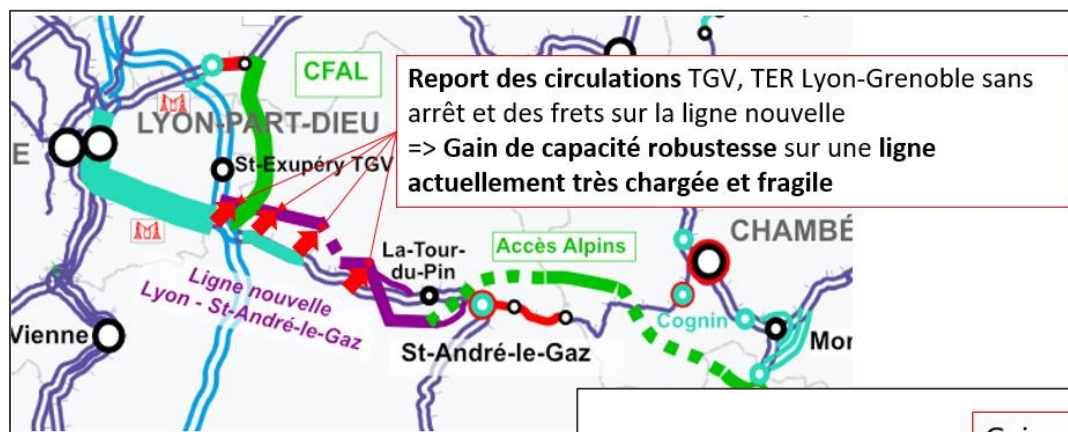 CFAL
Report des circulations TGV, TER Lyon-Grenoble sans
arrêt et des frets sur la ligne nouvelle
=> Gain de capacité robustesse sur une ligne
actuellement très chargée et fragile
LYON-PART-DIEU
E
St-Exupéry TGV
CHAMBÉ
Accès Alpins
La-Tour-
du-Pin
Ligne nouvelle
Lyon - St-André-le-Gaz
Vienne
Cognin
Mor
St-André-le-Gaz